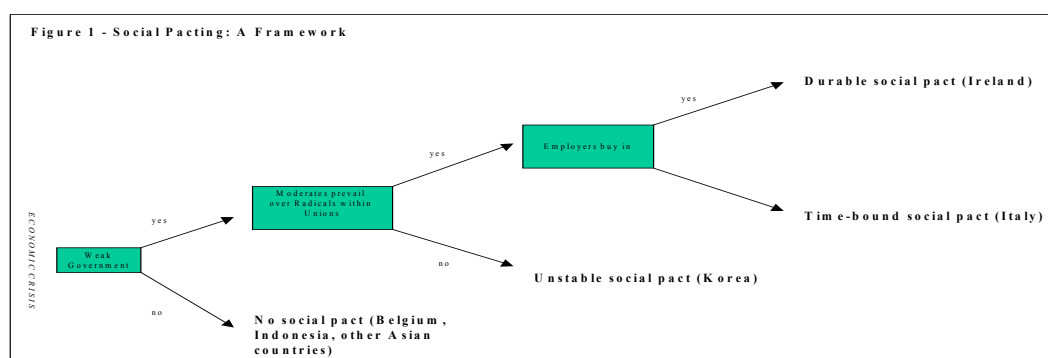 Figure 1 - Social Pacting: A Framework
Durable social pact (Ireland)
yes
Employers buy in
yes
Moderates prevail
over Radicals within
Unions
Time-bound social pact (Italy)
yes
ECONOMIC CRISIS
Weak
Government
no
Unstable social pact (Korea)
no
No social pact (Belgium,
Indonesia, other Asian
countries)